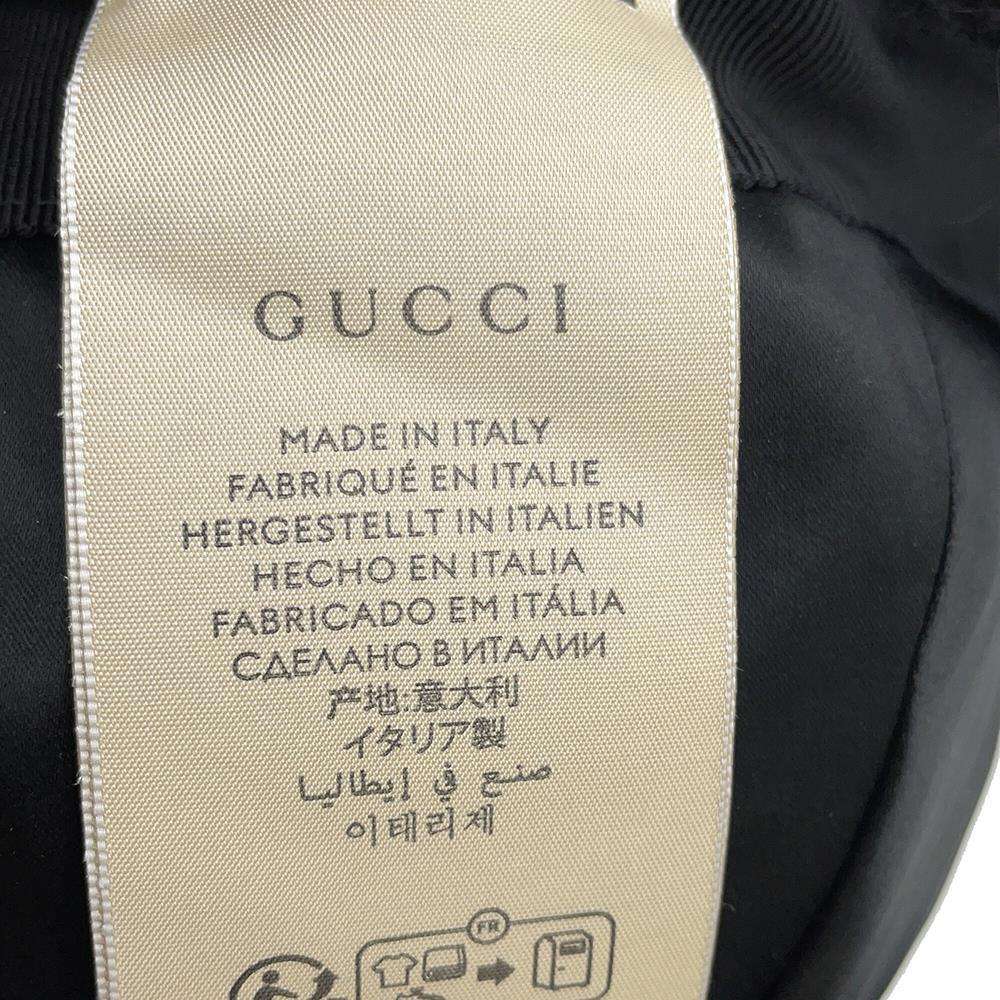 GUCCI
MADE IN ITALY
FABRIQUÉ EN ITALIE
HERGESTELLT IN ITALIEN
HECHO EN ITALIA
FABRICADO EM ITÁLIA
СДЕЛАНО В ИТАЛИИ
产地:意大利
イタリア製
صنع في إيطاليا
이태리제
FR